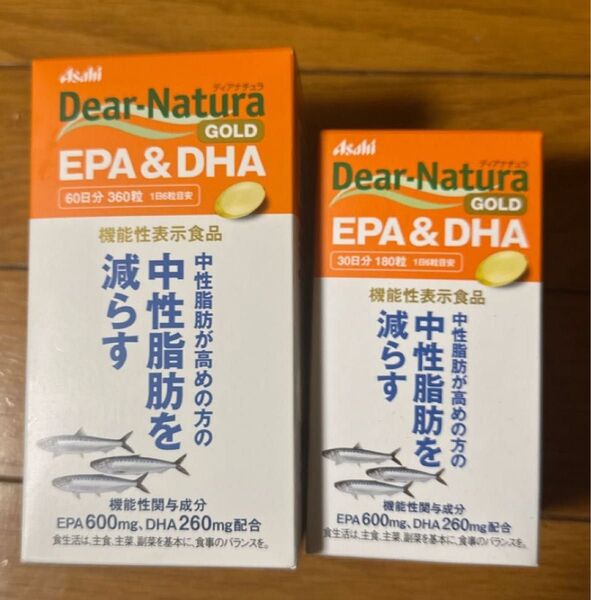 Asahi
ディアナチュラ
Dear-Natura
GOLD
EPA & DHA
60日分 360粒 1日6粒目安
機能性表示食品
中性脂肪が高めの方の
中性脂肪を
減らす
機能性関与成分
EPA 600mg、DHA 260mg配合
食生活は、主食、主菜、副菜を基本に、食事のバランスを。
Asahi
ディアナチュラ
Dear-Natura
GOLD
EPA & DHA
30日分 180粒 1日6粒目安
機能性表示食品
中性脂肪が高めの方の
中性脂肪を
減らす
機能性関与成分
EPA 600mg、DHA 260mg配合
食生活は、主食、主菜、副菜を基本に、食事のバランスを。